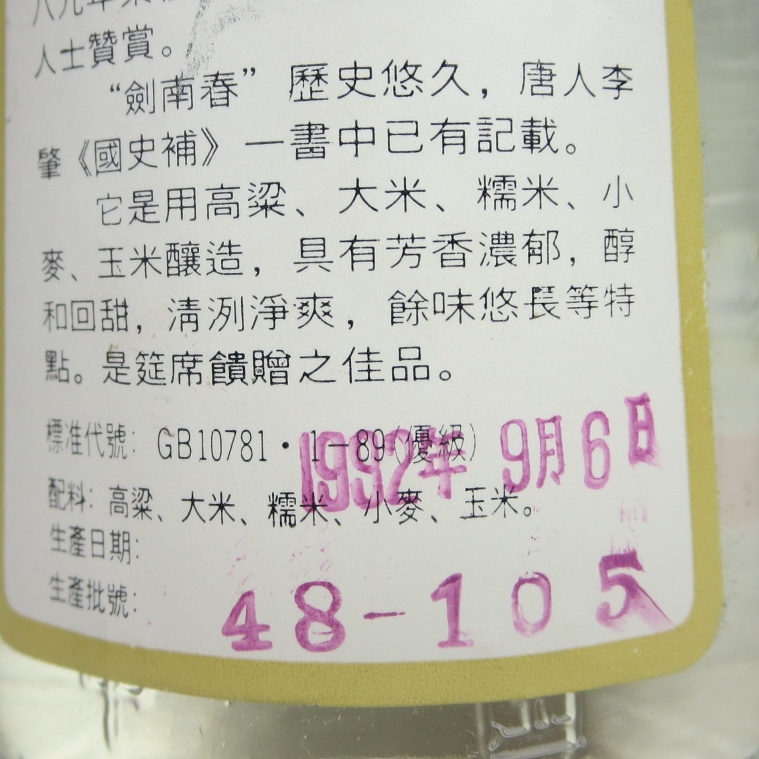 人士贊賞。
“劍南春”歷史悠久，唐人李
肇《國史補》一書中已有記載。
它是用高粱、大米、糯米、小
麥、玉米釀造，具有芳香濃郁，醇
和回甜，清洌淨爽，餘味悠長等特
點。是筵席饋贈之佳品。
標准代號：GB10781·1-89(優級)
1992年 9月6日
配料：高粱、大米、糯米、小麥、玉米。
生產日期：
生產批號：48-105